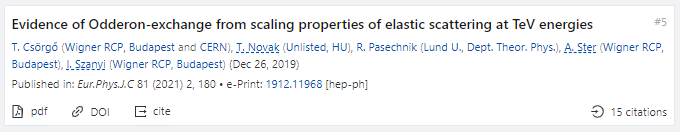 Evidence of Odderon-exchange from scaling properties of elastic scattering at TeV energies
#5
T. Csörgő (Wigner RCP, Budapest and CERN), T. Novak (Unlisted, HU), R. Pasechnik (Lund U., Dept. Theor. Phys.), A. Ster (Wigner RCP,
Budapest), I. Szanyi (Wigner RCP, Budapest) (Dec 26, 2019)
Published in: Eur.Phys.J.C 81 (2021) 2, 180 • e-Print: 1912.11968 [hep-ph]
pdf DOI cite 15 citations